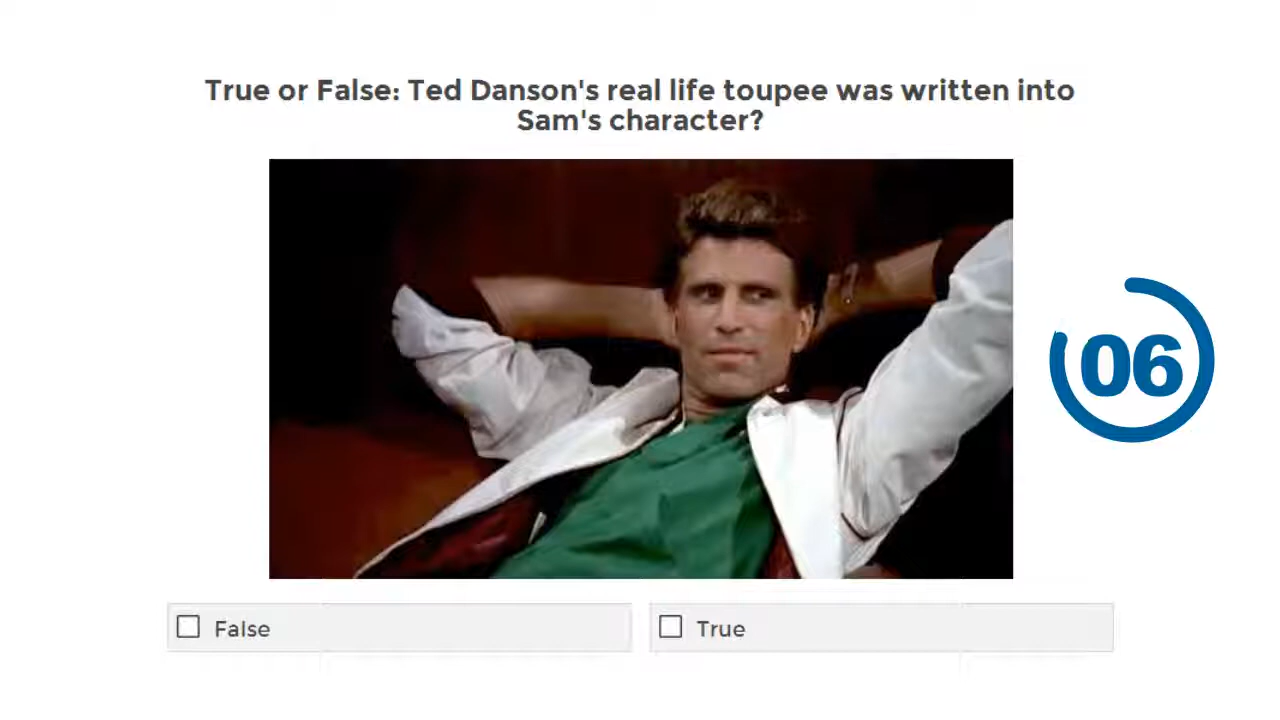 True or False: Ted Danson's real life toupee was written into
Sam's character?
06
False
True